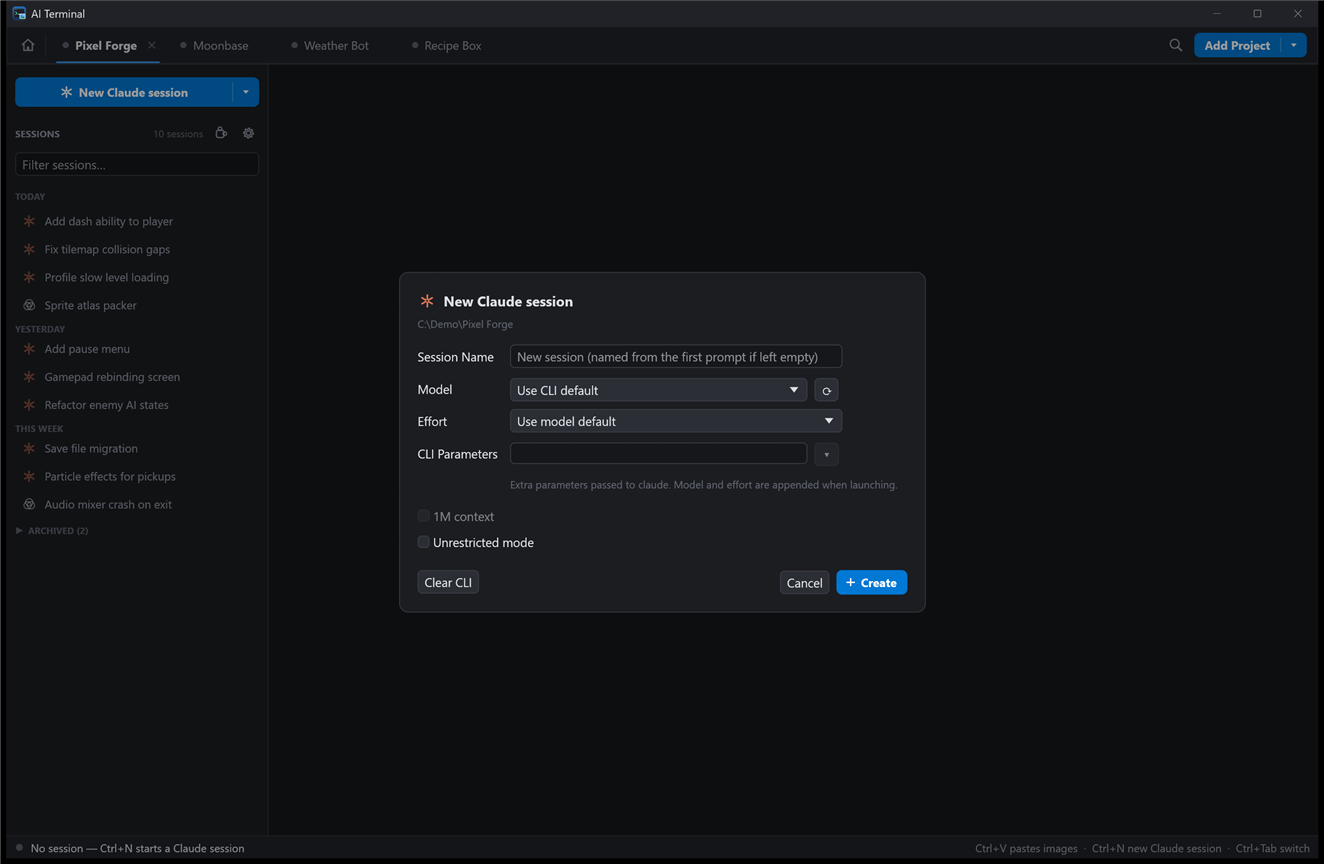 AI Terminal
Pixel Forge
Moonbase
Weather Bot
Recipe Box
Add Project
New Claude session
SESSIONS
10 sessions
Filter sessions...
TODAY
Add dash ability to player
Fix tilemap collision gaps
Profile slow level loading
Sprite atlas packer
YESTERDAY
Add pause menu
Gamepad rebinding screen
Refactor enemy AI states
THIS WEEK
Save file migration
Particle effects for pickups
Audio mixer crash on exit
ARCHIVED (2)
New Claude session
C:\Demo\Pixel Forge
Session Name
New session (named from the first prompt if left empty)
Model
Use CLI default
Effort
Use model default
CLI Parameters
Extra parameters passed to claude. Model and effort are appended when launching.
1M context
Unrestricted mode
Clear CLI
Cancel
+ Create
No session — Ctrl+N starts a Claude session
Ctrl+V pastes images · Ctrl+N new Claude session · Ctrl+Tab switch